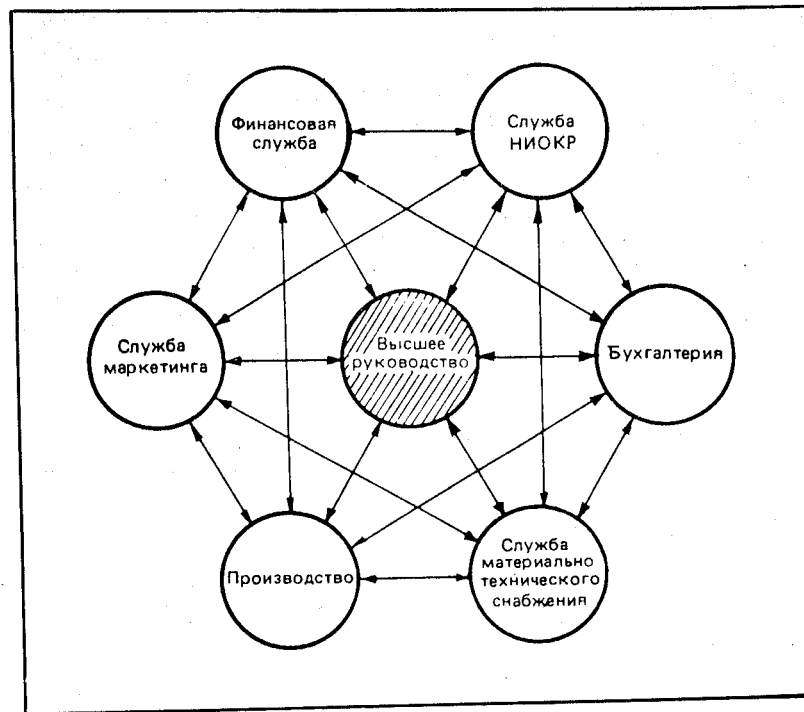 Финансовая
служба
Служба
НИОКР
Служба
маркетинга
Высшее
руководство
Бухгалтерия
Производство
Служба
материально
технического
снабжения